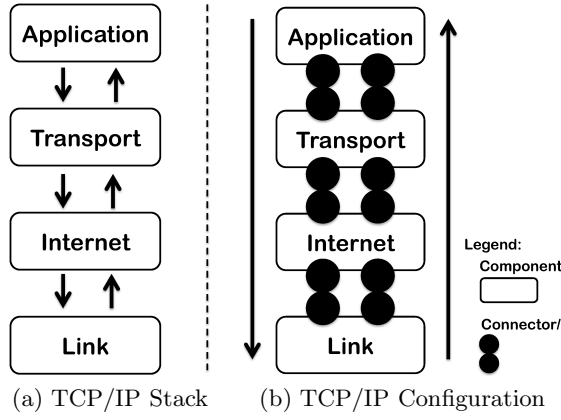 Application
Transport
Internet
Link
(a) TCP/IP Stack
Application
Transport
Internet
Link
Legend:
Component
Connector/
(b) TCP/IP Configuration